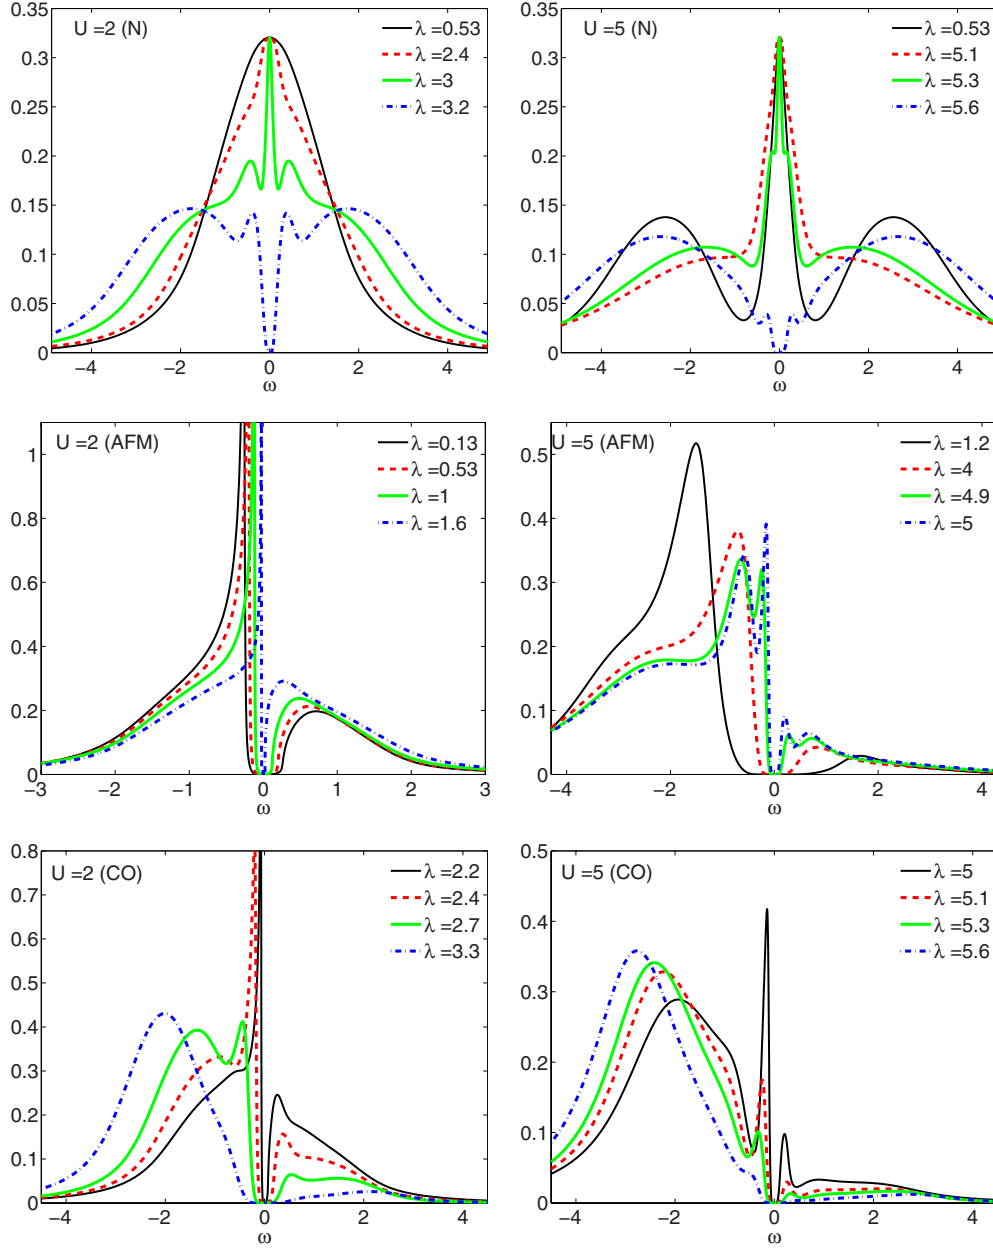 U =2 (N)
λ =0.53
λ =2.4
λ =3
λ =3.2
0.35
0.3
0.25
0.2
0.15
0.1
0.05
0
−4 −2 0 2 4
ω
U =5 (N)
λ =0.53
λ =5.1
λ =5.3
λ =5.6
0.35
0.3
0.25
0.2
0.15
0.1
0.05
0
−4 −2 0 2 4
ω
U =2 (AFM)
λ =0.13
λ =0.53
λ =1
λ =1.6
1
0.8
0.6
0.4
0.2
0
−3 −2 −1 0 1 2 3
ω
U =5 (AFM)
λ =1.2
λ =4
λ =4.9
λ =5
0.5
0.4
0.3
0.2
0.1
0
−4 −2 0 2 4
ω
U =2 (CO)
λ =2.2
λ =2.4
λ =2.7
λ =3.3
0.8
0.7
0.6
0.5
0.4
0.3
0.2
0.1
0
−4 −2 0 2 4
ω
U =5 (CO)
λ =5
λ =5.1
λ =5.3
λ =5.6
0.5
0.4
0.3
0.2
0.1
0
−4 −2 0 2 4
ω